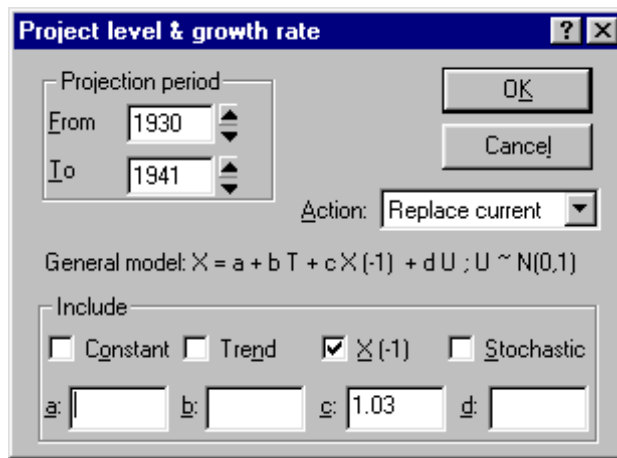 Project level & growth rate
Projection period
From 1930
To 1941
OK
Cancel
Action: Replace current
General model: X = a + b T + c X (-1) + d U ; U ~ N(0,1)
Include
Constant Trend X (-1) Stochastic
a: b: c: 1.03 d: